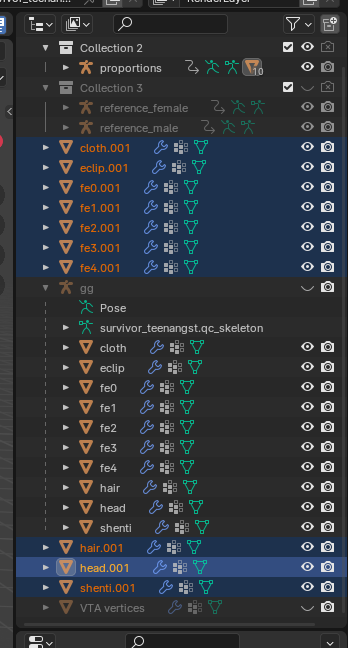 RenderLayer
Collection 2
proportions
10
Collection 3
reference_female
reference_male
cloth.001
eclip.001
fe0.001
fe1.001
fe2.001
fe3.001
fe4.001
gg
Pose
survivor_teenangst.qc_skeleton
cloth
eclip
fe0
fe1
fe2
fe3
fe4
hair
head
shenti
hair.001
head.001
shenti.001
VTA vertices